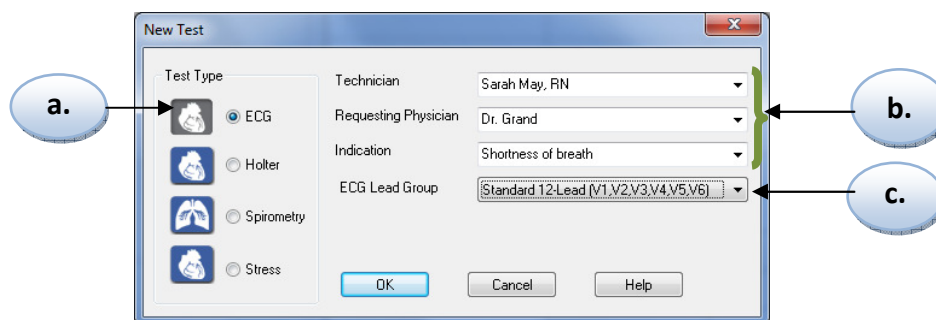 New Test
x
a.
Test Type
ECG
Holter
Spirometry
Stress
Technician
Sarah May, RN
Requesting Physician
Dr. Grand
Indication
Shortness of breath
ECG Lead Group
Standard 12-Lead (V1,V2,V3,V4,V5,V6)
b.
c.
OK
Cancel
Help